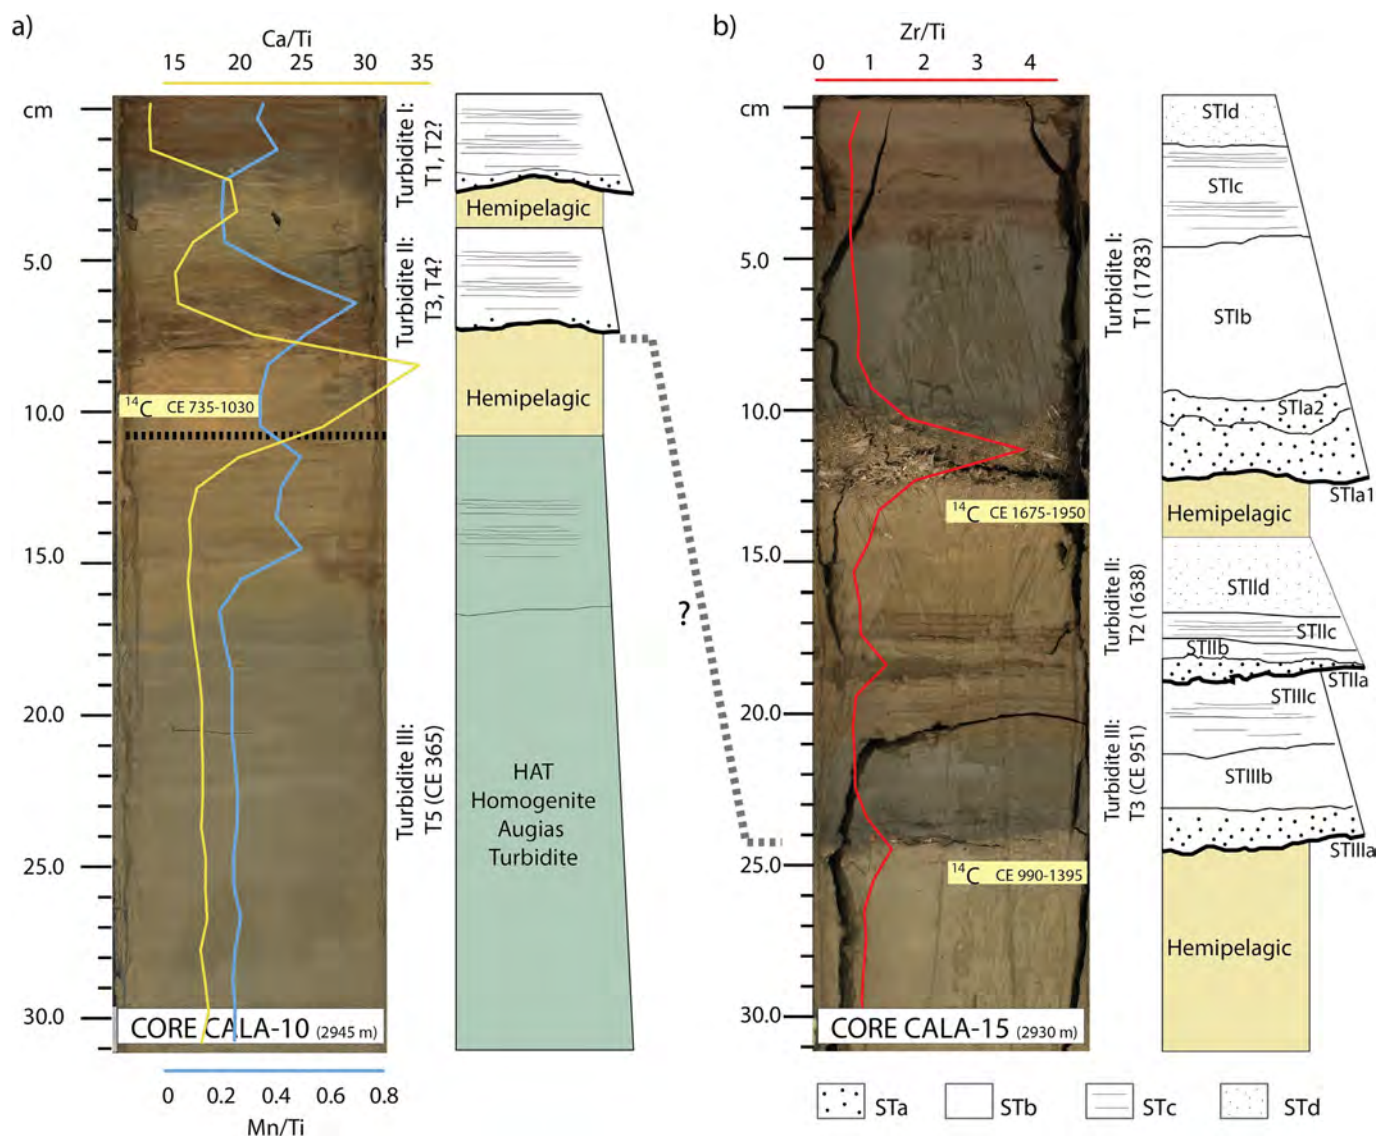 a)
Ca/Ti
15 20 25 30 35
cm
5.0
10.0
15.0
20.0
25.0
30.0
14C CE 735-1030
CORE CALA-10 (2945 m)
0 0.2 0.4 0.6 0.8
Mn/Ti
Turbidite I:
T1, T2?
Turbidite II:
T3, T4?
Turbidite III:
T5 (CE 365)
Hemipelagic
Hemipelagic
HAT
Homogenite
Augias
Turbidite
?
b)
Zr/Ti
0 1 2 3 4
cm
5.0
10.0
15.0
20.0
25.0
30.0
14C CE 1675-1950
14C CE 990-1395
CORE CALA-15 (2930 m)
Turbidite I:
T1 (1783)
Turbidite II:
T2 (1638)
Turbidite III:
T3 (CE 951)
STId
STIc
STIb
STIa2
STIa1
Hemipelagic
STIId
STIIc
STIIb
STIIa
STIIIc
STIIIb
STIIIa
Hemipelagic
STa STb STc STd